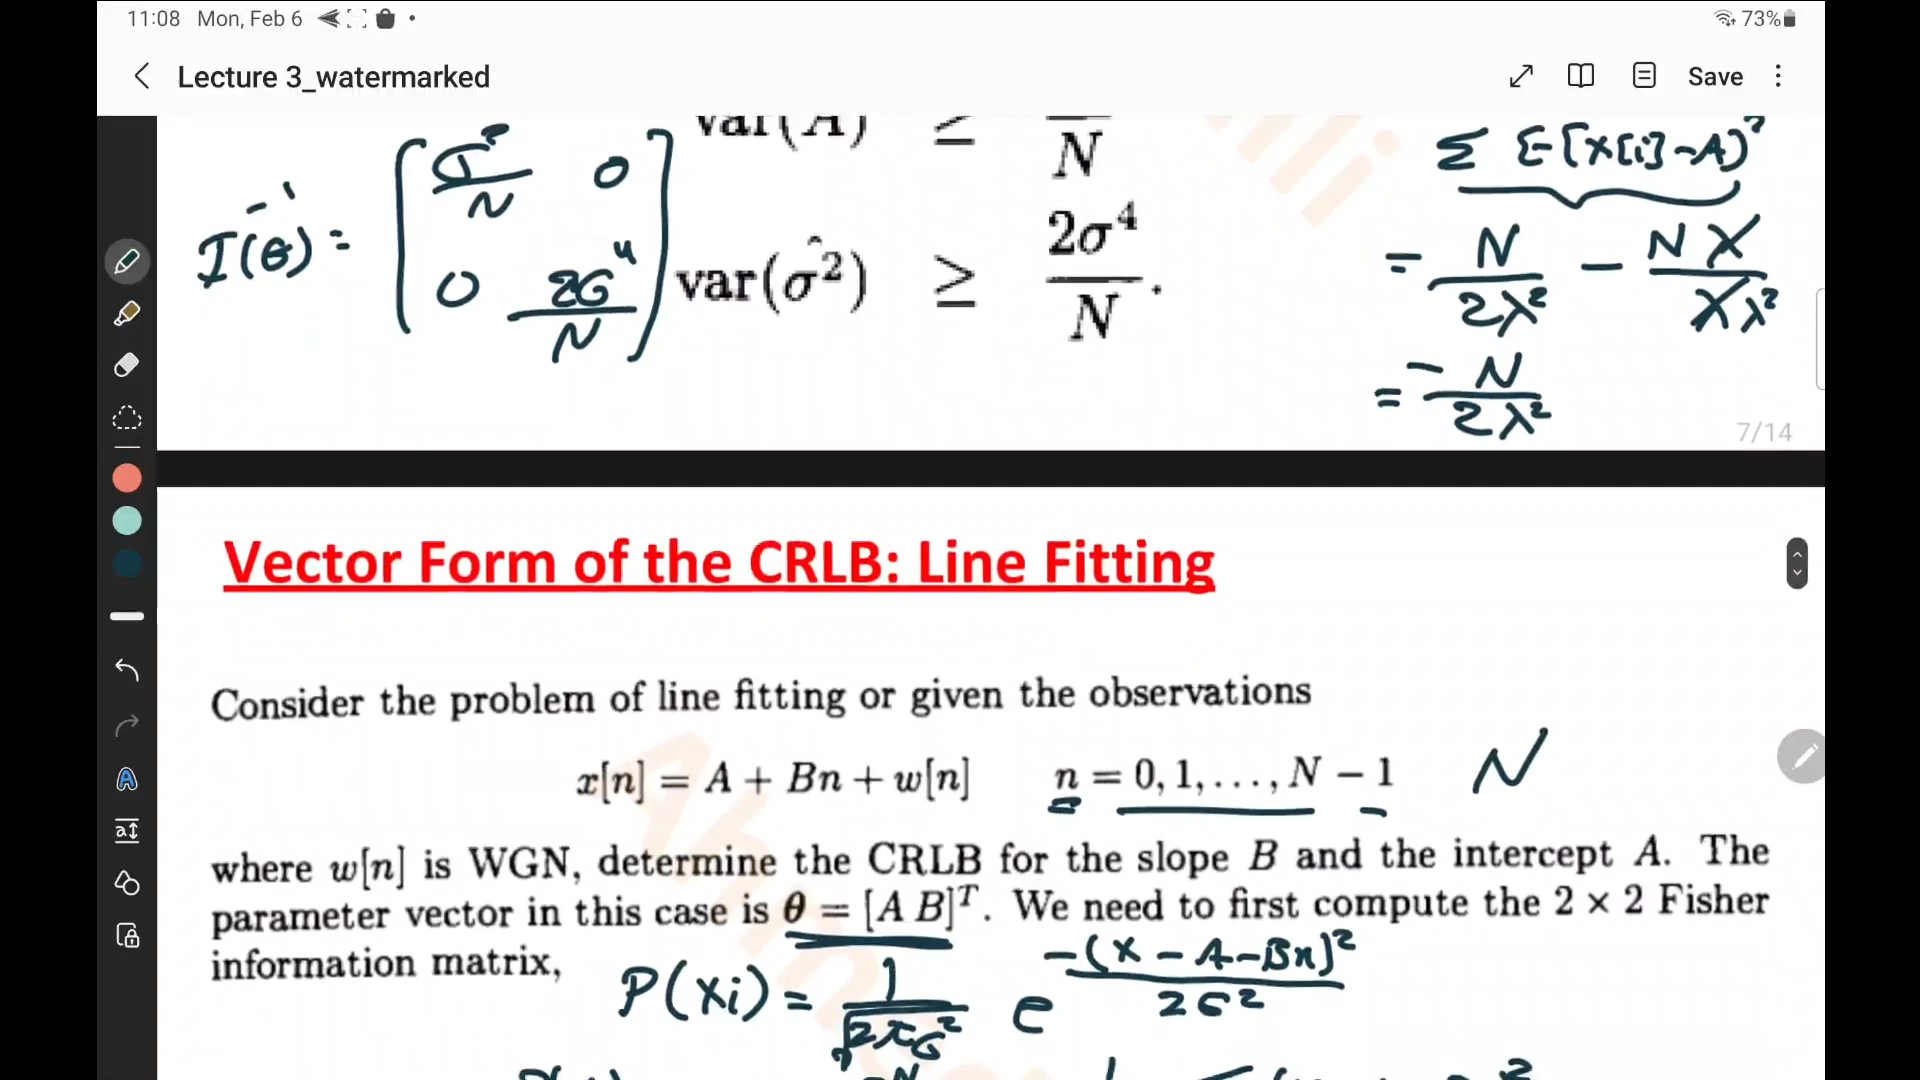 11:08 Mon, Feb 6
73%
Lecture 3_watermarked
Save
var(A) ≥ N
Σ E[x[i]-A]²
I⁻¹(θ) = [σ²/N 0
0 2σ⁴/N]
var(σ̂²) ≥ 2σ⁴/N.
= N/2λ² - Nλ/λλ²
= -N/2λ²
7/14
Vector Form of the CRLB: Line Fitting
Consider the problem of line fitting or given the observations
x[n] = A + Bn + w[n] n = 0, 1, . . . , N − 1 N
where w[n] is WGN, determine the CRLB for the slope B and the intercept A. The
parameter vector in this case is θ = [A B]ᵀ. We need to first compute the 2 × 2 Fisher
information matrix,
P(xi) = 1/√2πσ² e -(x - A - Bn)²/2σ²